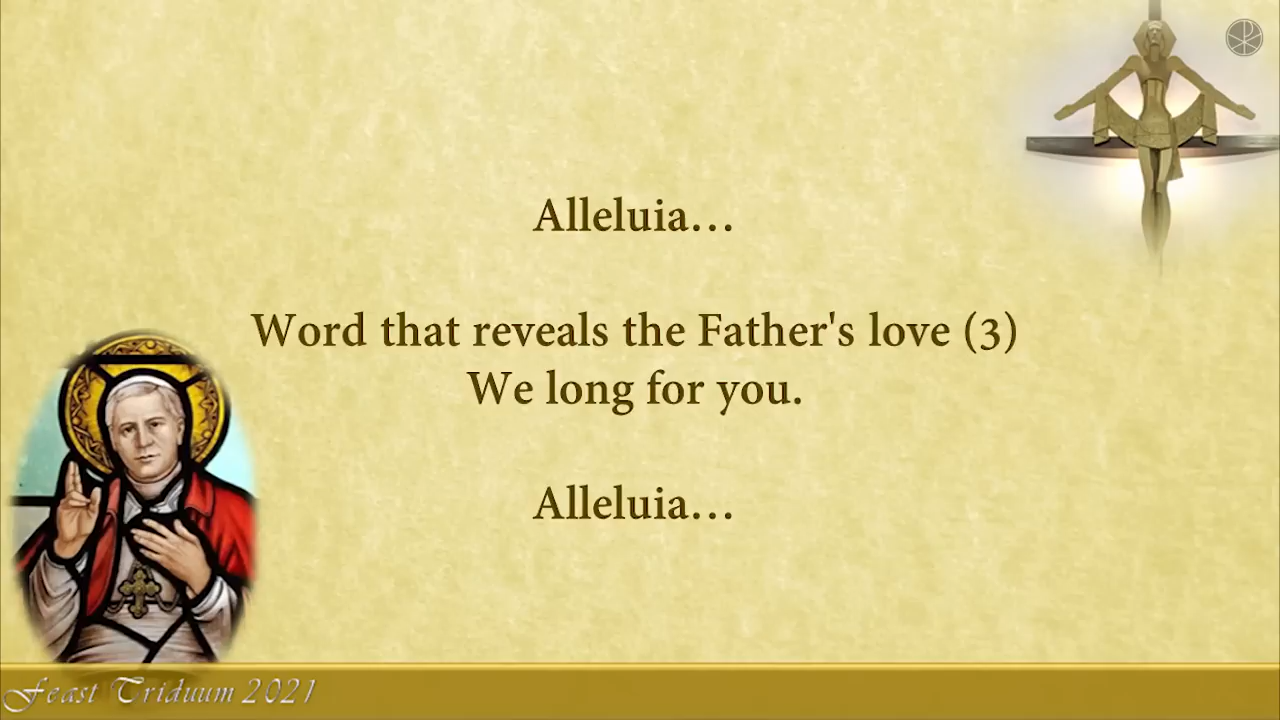 Alleluia…
Word that reveals the Father's love (3)
We long for you.
Alleluia…
Feast Triduum 2021